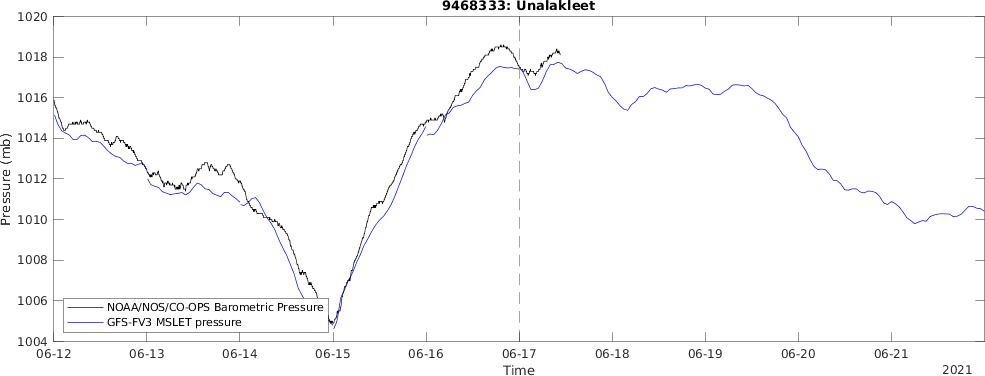 9468333: Unalakleet
1020
1018
1016
1014
1012
1010
1008
1006
1004
Pressure (mb)
NOAA/NOS/CO-OPS Barometric Pressure
GFS-FV3 MSLET pressure
06-12 06-13 06-14 06-15 06-16 06-17 06-18 06-19 06-20 06-21
Time
2021